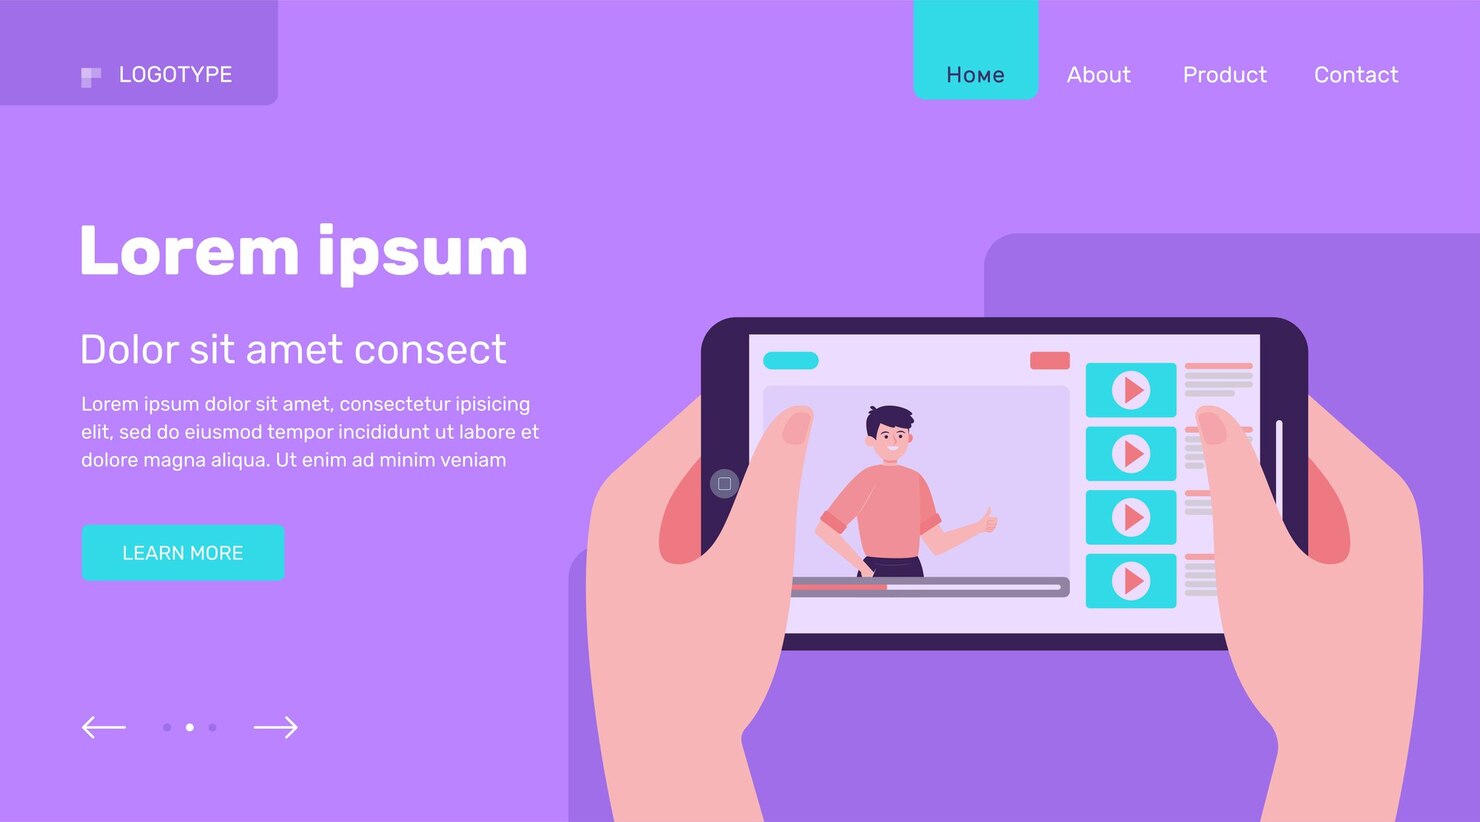 LOGOTYPE
Home
About
Product
Contact
Lorem ipsum
Dolor sit amet consect
Lorem ipsum dolor sit amet, consectetur ipisicing
elit, sed do eiusmod tempor incididunt ut labore et
dolore magna aliqua. Ut enim ad minim veniam
LEARN MORE